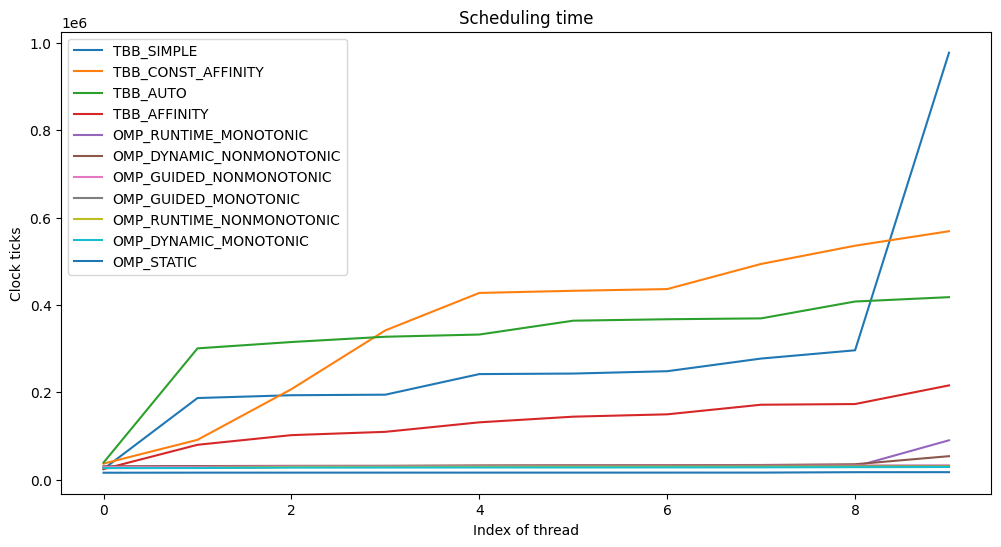 Scheduling time
1e6
TBB_SIMPLE
TBB_CONST_AFFINITY
TBB_AUTO
TBB_AFFINITY
OMP_RUNTIME_MONOTONIC
OMP_DYNAMIC_NONMONOTONIC
OMP_GUIDED_NONMONOTONIC
OMP_GUIDED_MONOTONIC
OMP_RUNTIME_NONMONOTONIC
OMP_DYNAMIC_MONOTONIC
OMP_STATIC
Clock ticks
1.0
0.8
0.6
0.4
0.2
0.0
0 2 4 6 8
Index of thread